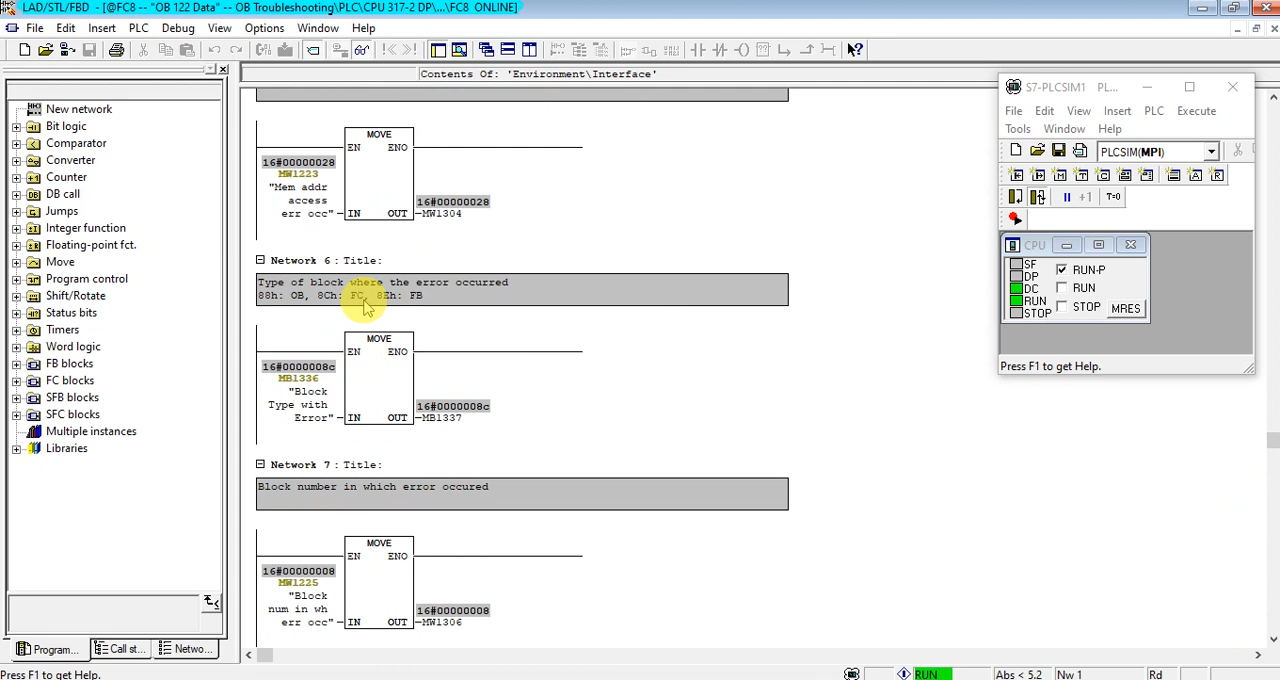 LAD/STL/FBD - [@FC8 -- "OB 122 Data" -- OB Troubleshooting\PLC\CPU 317-2 DP\...\FC8 ONLINE]
File Edit Insert PLC Debug View Options Window Help
Contents Of: 'Environment\Interface'
New network
Bit logic
Comparator
Converter
Counter
DB call
Jumps
Integer function
Floating-point fct.
Move
Program control
Shift/Rotate
Status bits
Timers
Word logic
FB blocks
FC blocks
SFB blocks
SFC blocks
Multiple instances
Libraries
Program... Call st... Netwo...
MOVE
EN ENO
16#00000028
MW1223
"Mem addr
access
err occ" IN OUT
16#00000028
MW1304
Network 6 : Title:
Type of block where the error occurred
88h: OB, 8Ch: FC, 8Eh: FB
MOVE
EN ENO
16#0000008c
MB1336
"Block
Type with
Error" IN OUT
16#0000008c
MB1337
Network 7 : Title:
Block number in which error occured
MOVE
EN ENO
16#00000008
MW1225
"Block
num in wh
err occ" IN OUT
16#00000008
MW1306
S7-PLCSIM1 PL...
File Edit View Insert PLC Execute
Tools Window Help
PLCSIM(MPI)
+1 T=0
CPU
SF
DP
DC
RUN
STOP
RUN-P
RUN
STOP MRES
Press F1 to get Help.
Press F1 to get Help.
RUN Abs < 5.2 Nw 1 Rd